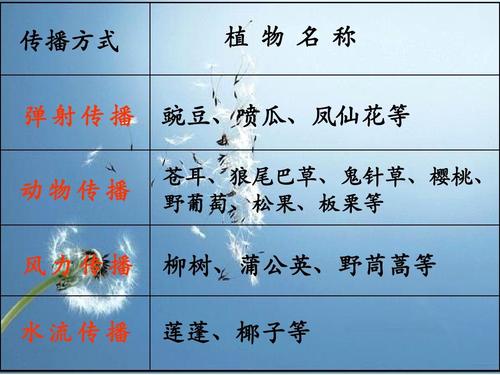 传播方式 植物名称
弹射传播 豌豆、喷瓜、凤仙花等
动物传播 苍耳、狼尾巴草、鬼针草、樱桃、
野葡萄、松果、板栗等
风力传播 柳树、蒲公英、野茼蒿等
水流传播 莲蓬、椰子等